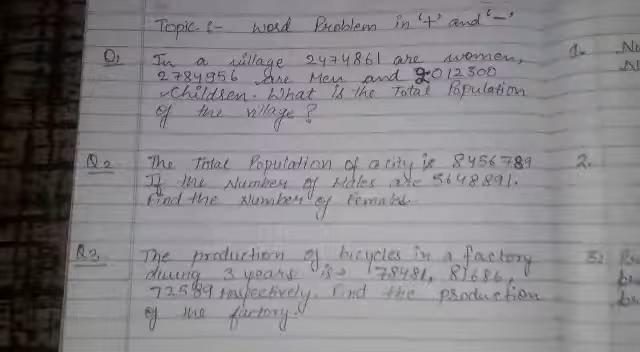 Topic :- Word Problem in '+' and '-'
Q1 In a village 2474861 are women,
2784956 are Men and 2012300
Children. What is the Total Population
of the village?
Q2 The Total Population of a city is 8456789
If the Number of Males are 5648891.
Find the Number of Females.
Q3 The production of bicycles in a factory
during 3 years is 78481, 81686,
72589 respectively. Find the production
of the factory.
1.
2.
3.